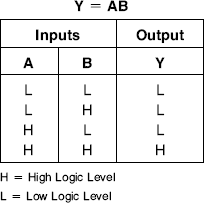 Y = AB
Inputs Output
A B Y
L L L
L H L
H L L
H H H
H = High Logic Level
L = Low Logic Level